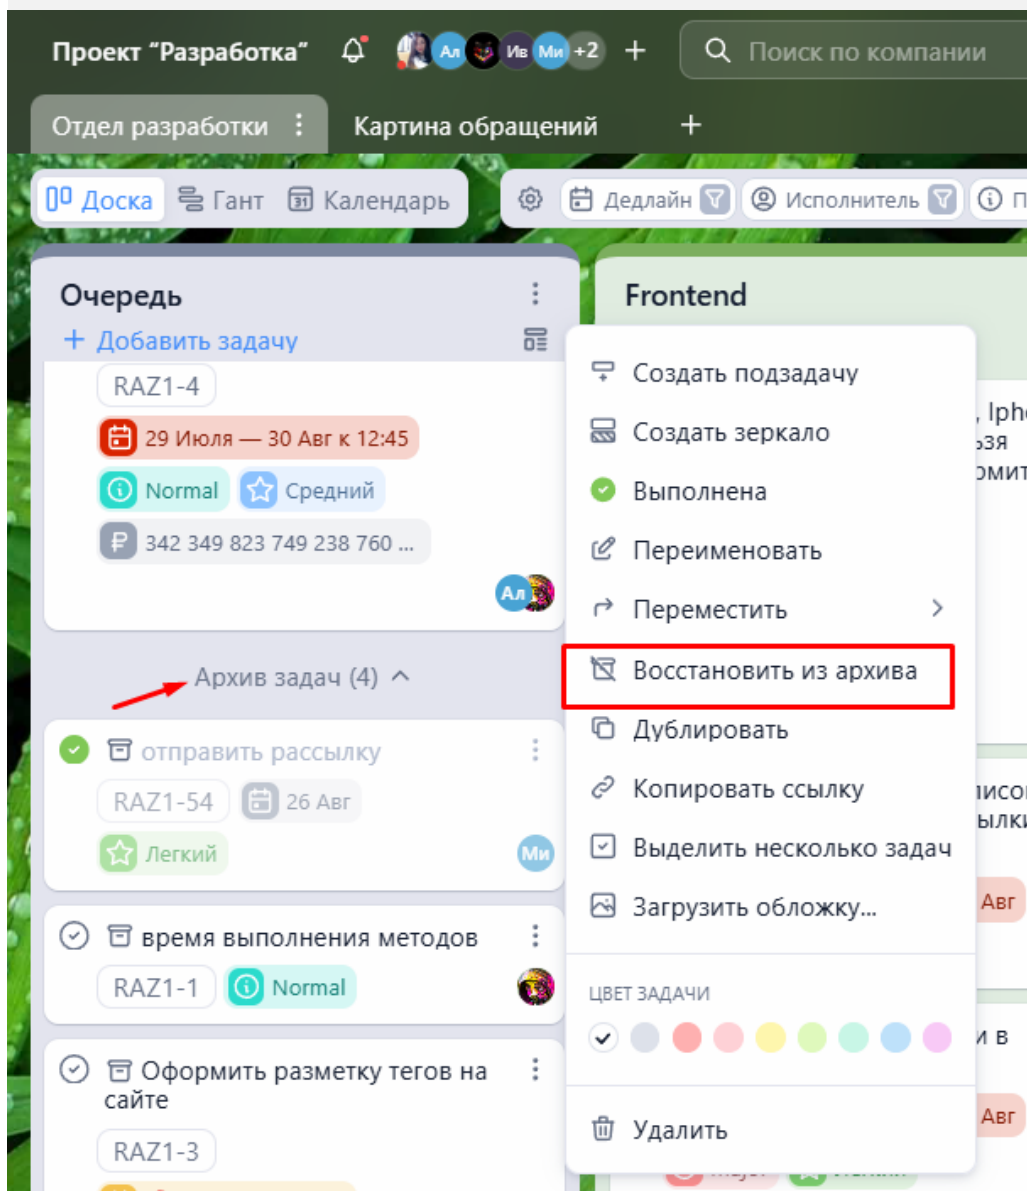 Проект “Разработка”
Ал
Ив
Ми
+2
Поиск по компании
Отдел разработки
Картина обращений
Доска
Гант
31
Календарь
Дедлайн
Исполнитель
П
Очередь
Frontend
+ Добавить задачу
RAZ1-4
29 Июля — 30 Авг к 12:45
Normal
Средний
342 349 823 749 238 760 ...
Ал
Архив задач (4)
отправить рассылку
RAZ1-54
26 Авг
Легкий
Ми
время выполнения методов
RAZ1-1
Normal
Оформить разметку тегов на
сайте
RAZ1-3
Создать подзадачу
Создать зеркало
Выполнена
Переименовать
Переместить
Восстановить из архива
Дублировать
Копировать ссылку
Выделить несколько задач
Загрузить обложку...
ЦВЕТ ЗАДАЧИ
Удалить
Авг
и в
Авг